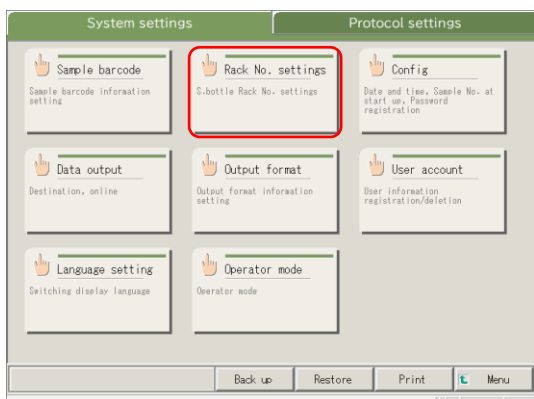 System settings
Protocol settings
Sample barcode
Sample barcode information
setting
Rack No. settings
S.bottle Rack No. settings
Config
Date and time, Sample No. at
start up, Password
registration
Data output
Destination, online
Output format
Output format information
setting
User account
User information
registration/deletion
Language setting
Switching display language
Operator mode
Operator mode
Back up
Restore
Print
Menu